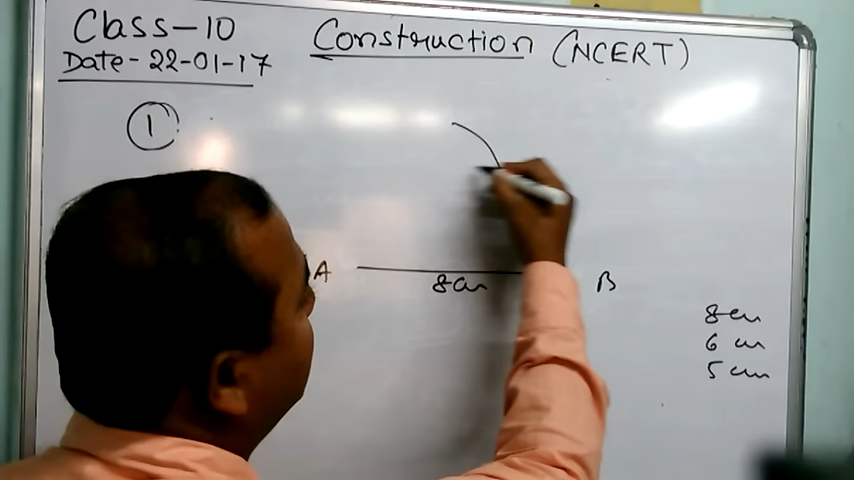 Class-10
Construction (NCERT)
Date-22-01-17
1
A
B
8cm
8cm
6 cm
5 cm